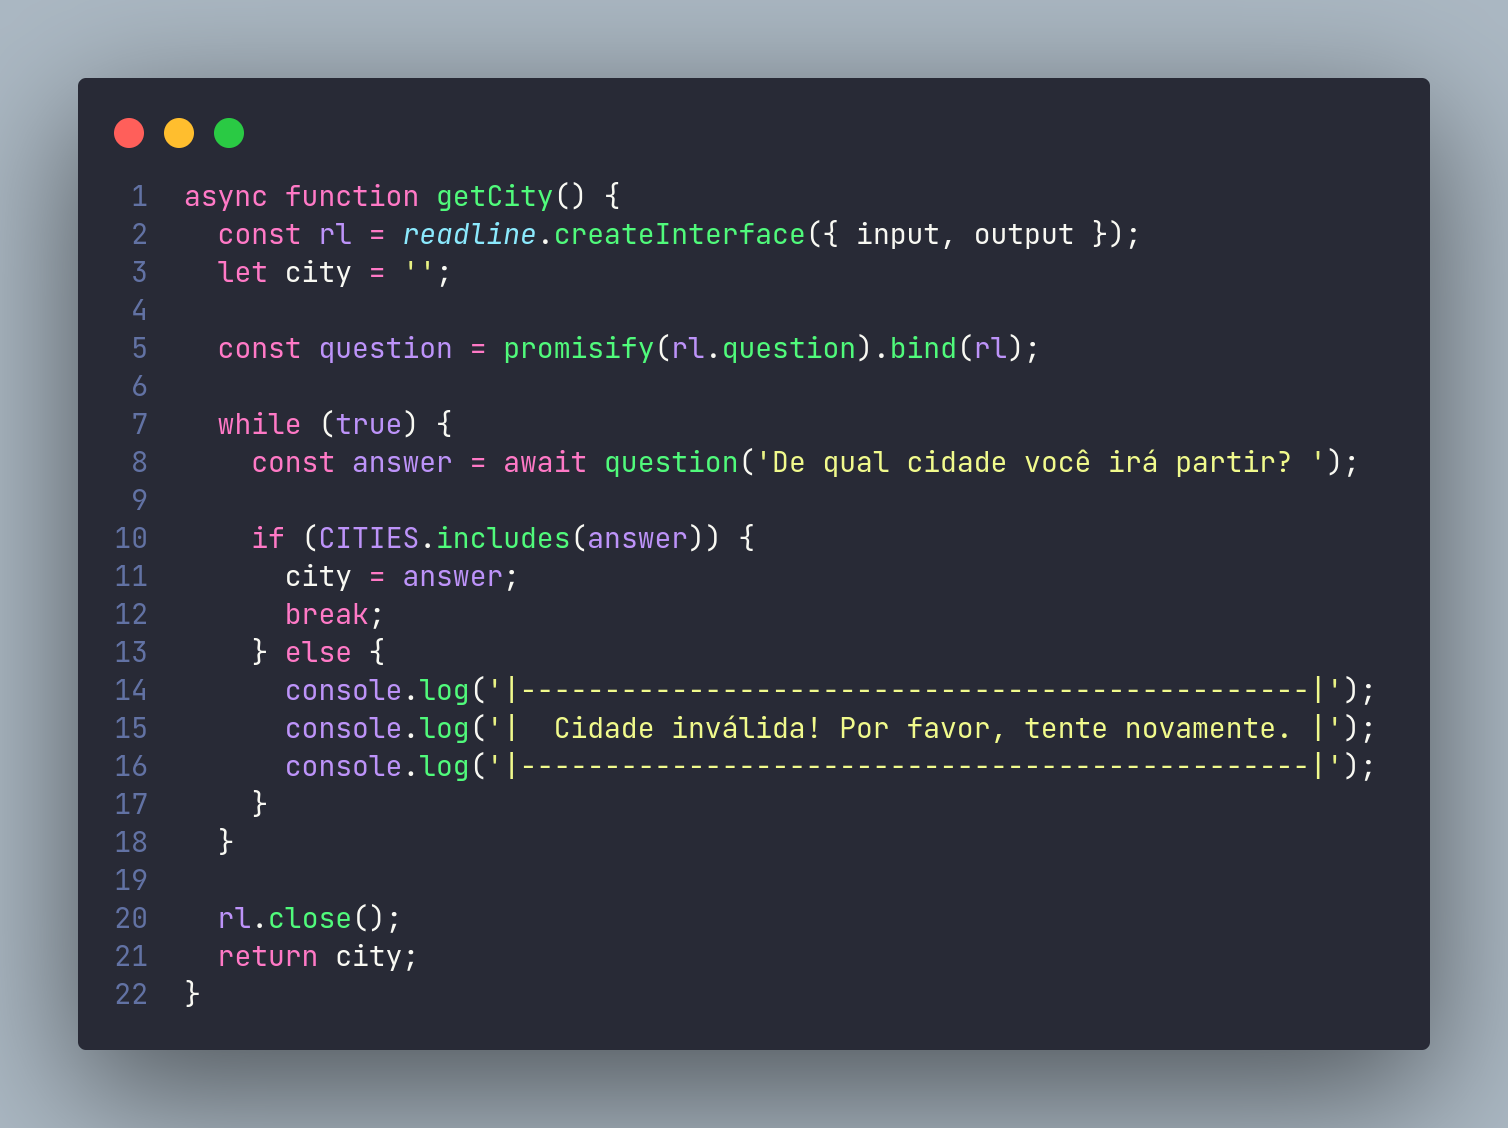 1 async function getCity() {
2   const rl = readline.createInterface({ input, output });
3   let city = '';
4
5   const question = promisify(rl.question).bind(rl);
6
7   while (true) {
8     const answer = await question('De qual cidade você irá partir? ');
9
10     if (CITIES.includes(answer)) {
11       city = answer;
12       break;
13     } else {
14       console.log('|-----------------------------------------------|');
15       console.log('|  Cidade inválida! Por favor, tente novamente. |');
16       console.log('|-----------------------------------------------|');
17     }
18   }
19
20   rl.close();
21   return city;
22 }